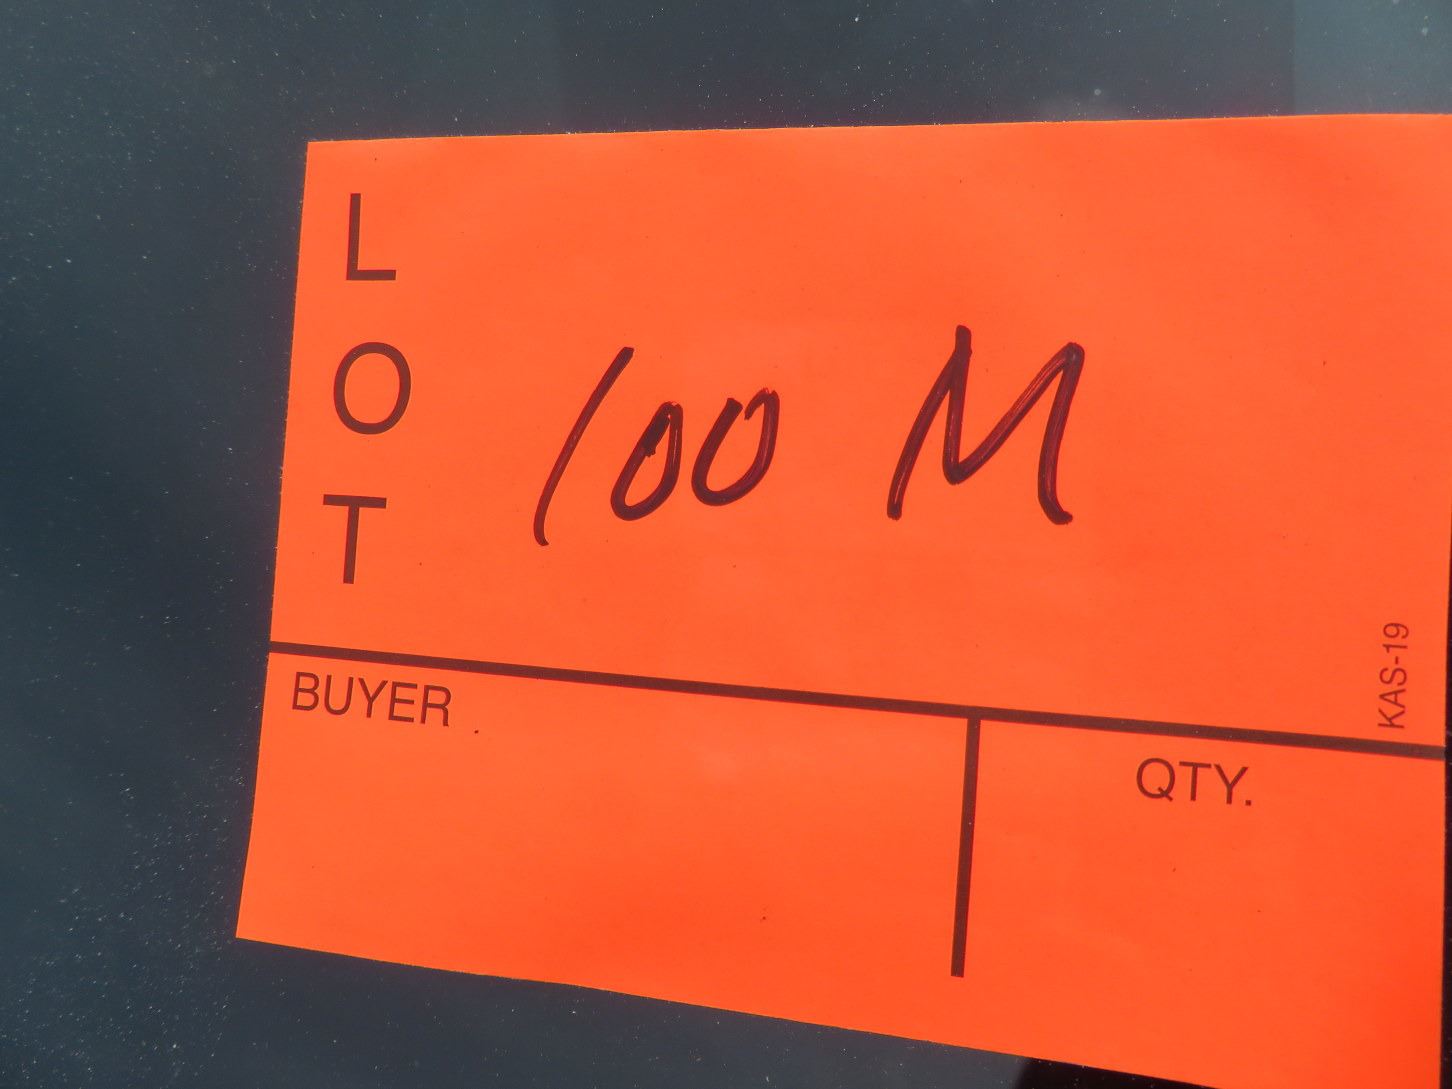 LOT
100 M
KAS-19
BUYER
QTY.